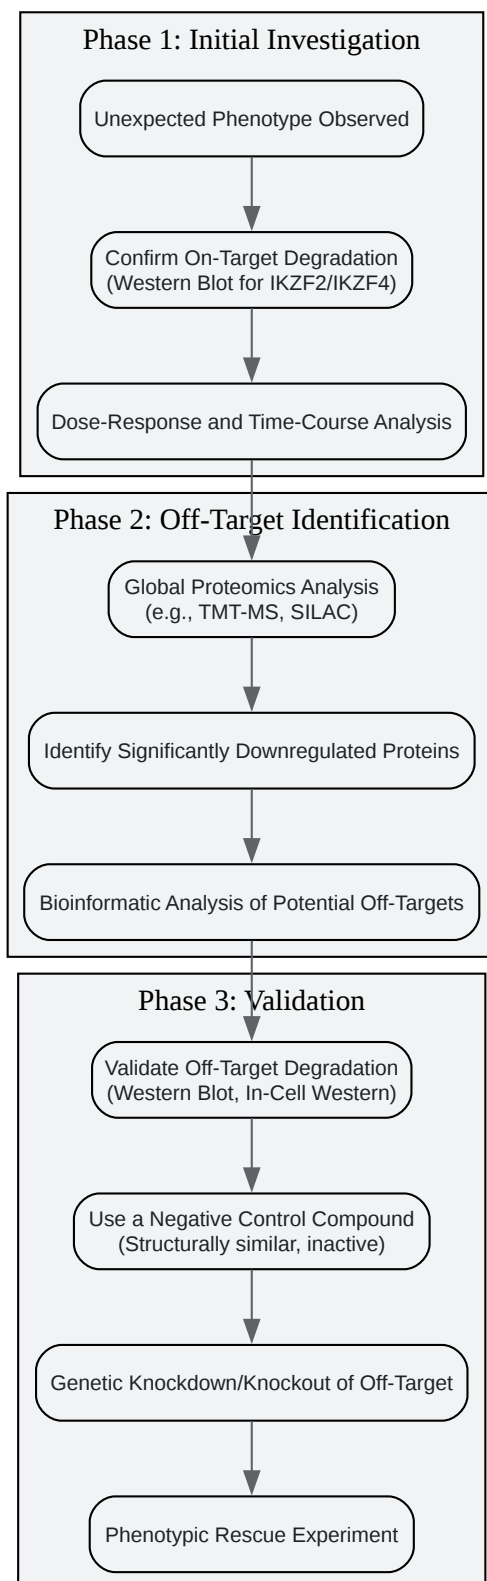 Phase 1: Initial Investigation
Unexpected Phenotype Observed
Confirm On-Target Degradation
(Western Blot for IKZF2/IKZF4)
Dose-Response and Time-Course Analysis
Phase 2: Off-Target Identification
Global Proteomics Analysis
(e.g., TMT-MS, SILAC)
Identify Significantly Downregulated Proteins
Bioinformatic Analysis of Potential Off-Targets
Phase 3: Validation
Validate Off-Target Degradation
(Western Blot, In-Cell Western)
Use a Negative Control Compound
(Structurally similar, inactive)
Genetic Knockdown/Knockout of Off-Target
Phenotypic Rescue Experiment